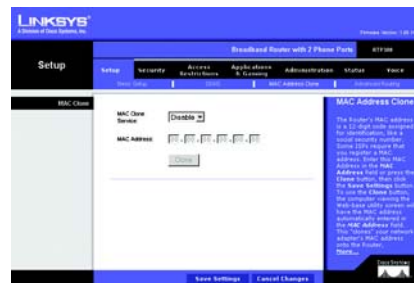 LINKSYS®
A Division of Cisco Systems, Inc.
Broadband Router with 2 Phone Ports
RTP300
Setup
Setup
Security
Access Restrictions
Applications & Gaming
Administration
Status
Voice
Basic Setup
DDNS
MAC Address Clone
Advanced Routing
MAC Clone
MAC Clone Service:
Disable
MAC Address:
Clone
MAC Address Clone
The Router's MAC address
is a 12-digit code assigned
for identification, like a
social security number.
Some ISPs require that
you register a MAC
address. Enter this MAC
Address in the MAC
Address field or press the
Clone button, then click
the Save Settings button.
To use the Clone button,
the computer viewing the
Web-base utility screen will
have the MAC address
automatically entered in
the MAC Address field.
This "clones" your network
adapter's MAC address
onto the Router.
More...
Save Settings
Cancel Changes
Cisco Systems